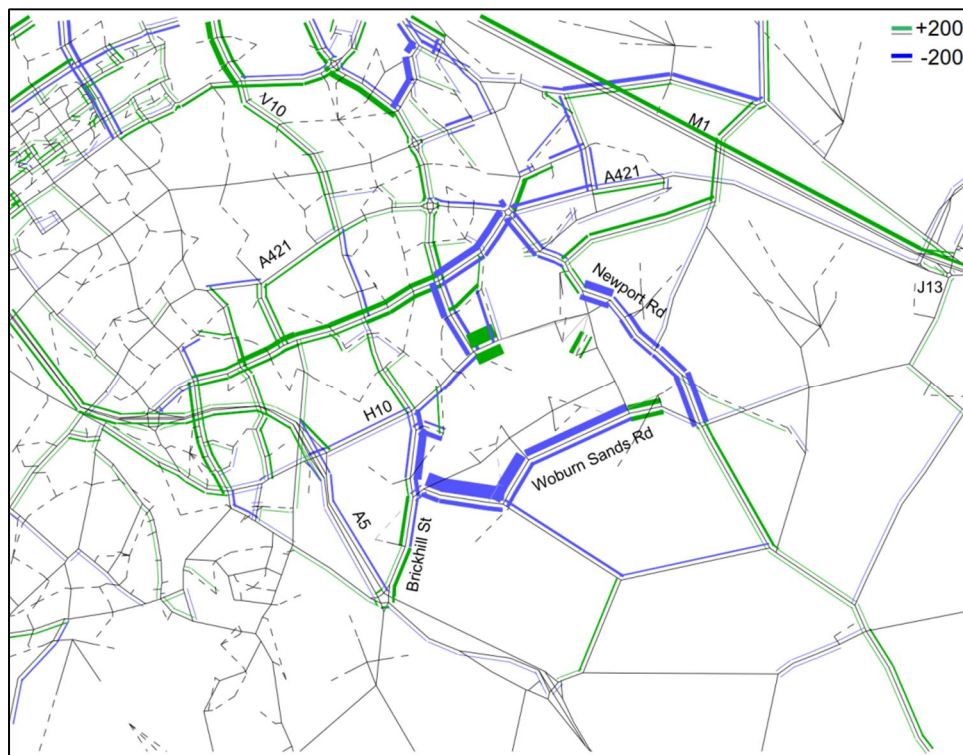 +200
-200
V10
M1
A421
A421
Newport Rd
J13
H10
Woburn Sands Rd
A5
Brickhill St